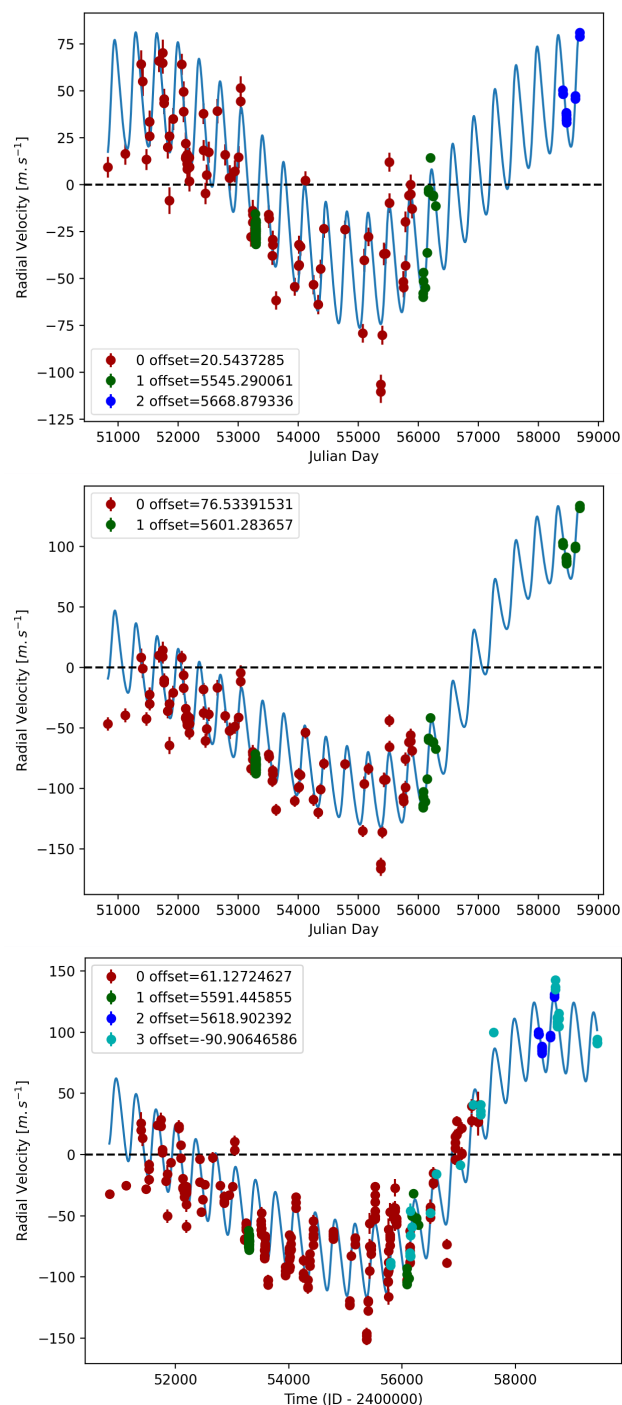 75
50
25
0
−25
−50
−75
−100
−125
Radial Velocity [m.s⁻¹]
0 offset=20.5437285
1 offset=5545.290061
2 offset=5668.879336
51000 52000 53000 54000 55000 56000 57000 58000 59000
Julian Day
0 offset=76.53391531
1 offset=5601.283657
100
50
0
−50
−100
−150
Radial Velocity [m.s⁻¹]
51000 52000 53000 54000 55000 56000 57000 58000 59000
Julian Day
0 offset=61.12724627
1 offset=5591.445855
2 offset=5618.902392
3 offset=-90.90646586
150
100
50
0
−50
−100
−150
Radial Velocity [m.s⁻¹]
52000 54000 56000 58000
Time (JD - 2400000)